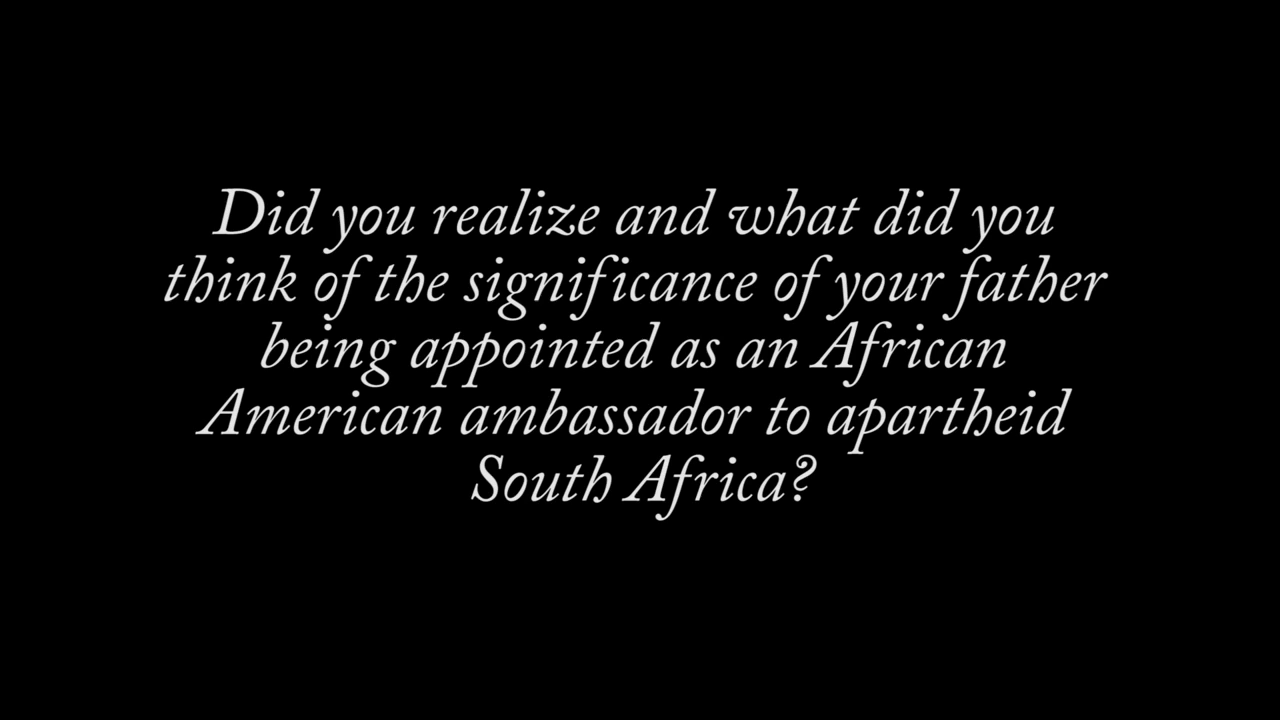 Did you realize and what did you
think of the significance of your father
being appointed as an African
American ambassador to apartheid
South Africa?